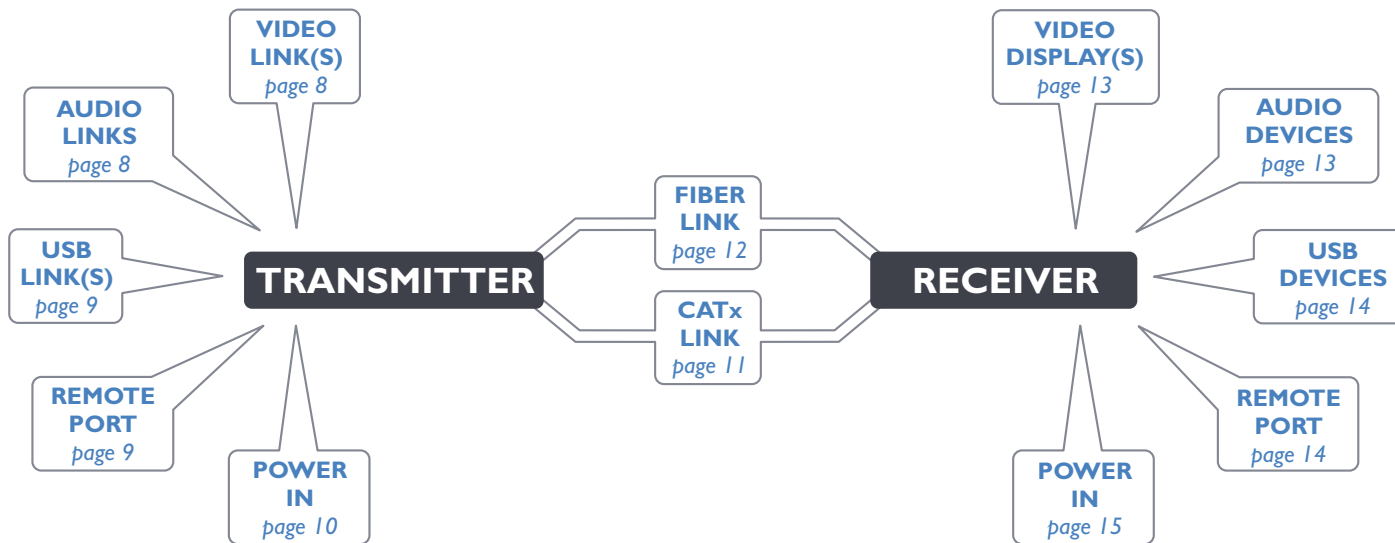 VIDEO
LINK(S)
page 8
AUDIO
LINKS
page 8
USB
LINK(S)
page 9
REMOTE
PORT
page 9
POWER
IN
page 10
TRANSMITTER
FIBER
LINK
page 12
CATx
LINK
page 11
RECEIVER
VIDEO
DISPLAY(S)
page 13
AUDIO
DEVICES
page 13
USB
DEVICES
page 14
REMOTE
PORT
page 14
POWER
IN
page 15